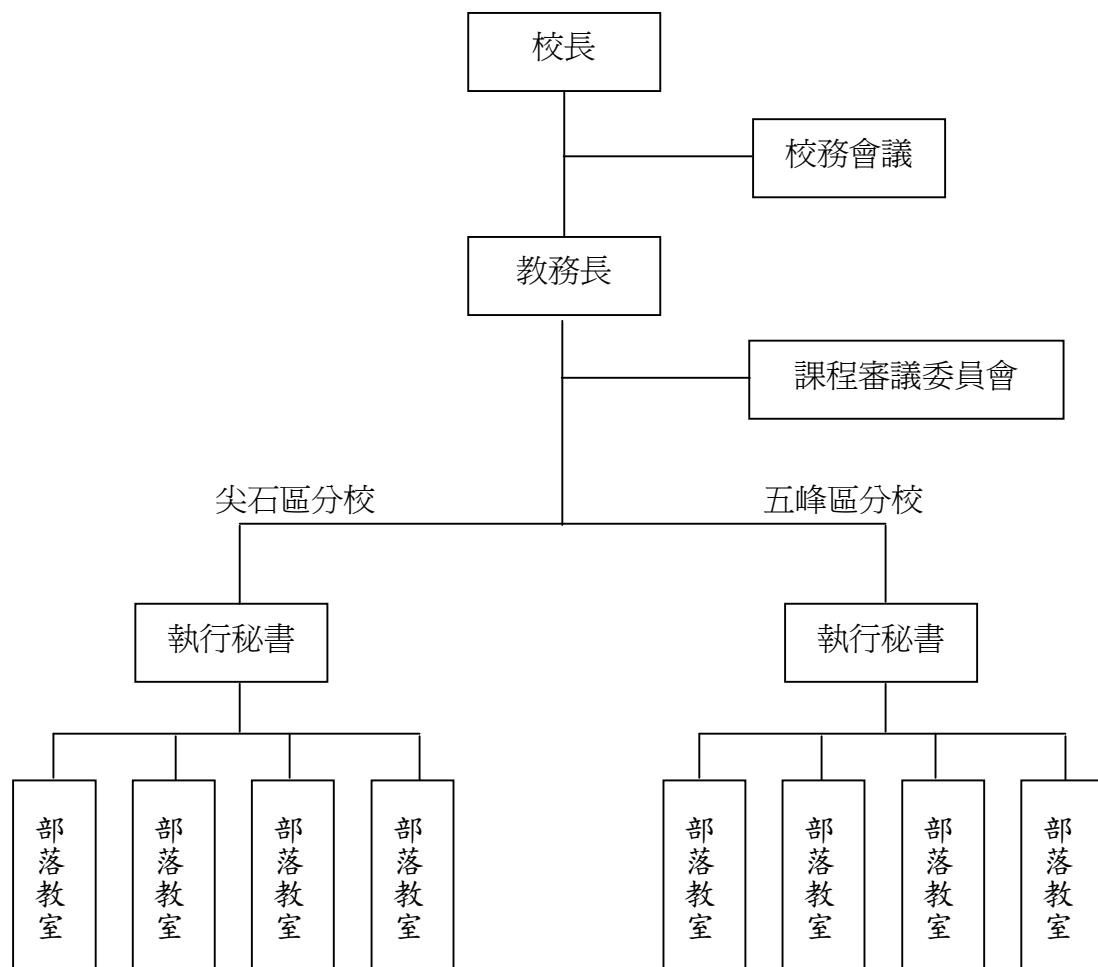 校長
校務會議
教務長
課程審議委員會
尖石區分校
五峰區分校
執行秘書
執行秘書
部落教室
部落教室
部落教室
部落教室
部落教室
部落教室
部落教室
部落教室